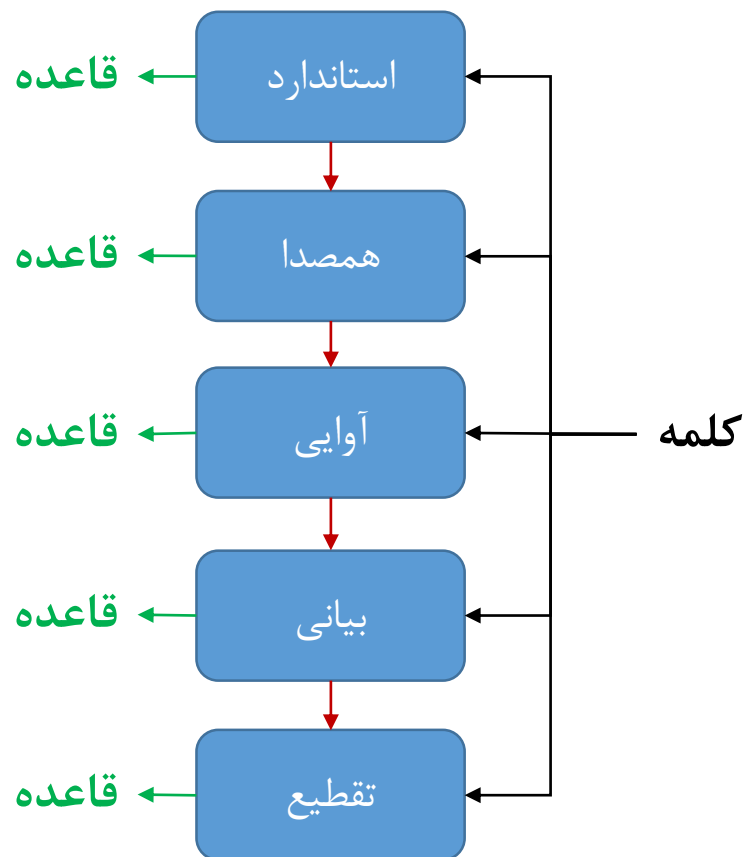 استاندارد
قاعده
همصدا
قاعده
آوایی
قاعده
کلمه
بیانی
قاعده
تقطیع
قاعده